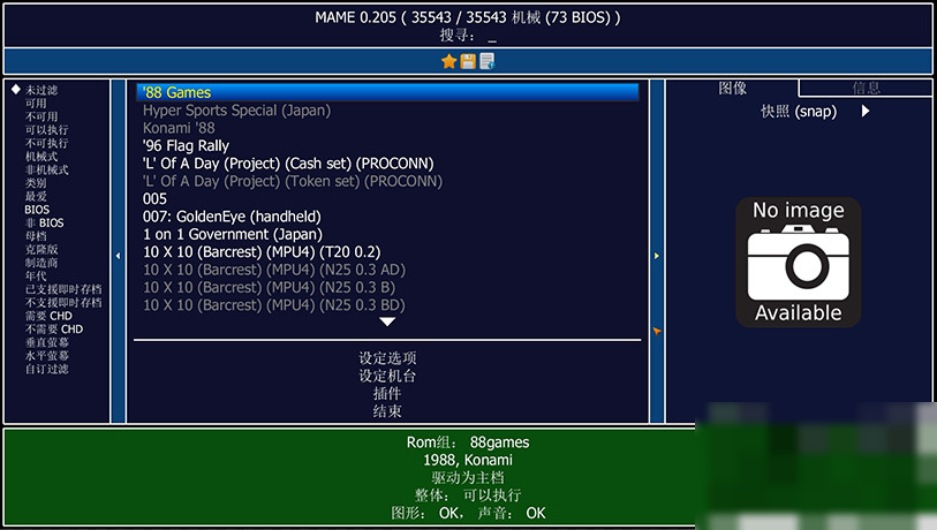 MAME 0.205 ( 35543 / 35543 机械 (73 BIOS) )
搜寻： _
未过滤
可用
不可用
可以执行
不可执行
机械式
非机械式
类别
最爱
BIOS
非 BIOS
母档
克隆版
制造商
年代
已支援即时存档
不支援即时存档
需要 CHD
不需要 CHD
垂直萤幕
水平萤幕
自订过滤
'88 Games
Hyper Sports Special (Japan)
Konami '88
'96 Flag Rally
'L' Of A Day (Project) (Cash set) (PROCONN)
'L' Of A Day (Project) (Token set) (PROCONN)
005
007: GoldenEye (handheld)
1 on 1 Government (Japan)
10 X 10 (Barcrest) (MPU4) (T20 0.2)
10 X 10 (Barcrest) (MPU4) (N25 0.3 AD)
10 X 10 (Barcrest) (MPU4) (N25 0.3 B)
10 X 10 (Barcrest) (MPU4) (N25 0.3 BD)
设定选项
设定机台
插件
结束
图像 信息
快照 (snap)
No image
Available
Rom组： 88games
1988, Konami
驱动为主档
整体： 可以执行
图形： OK， 声音： OK